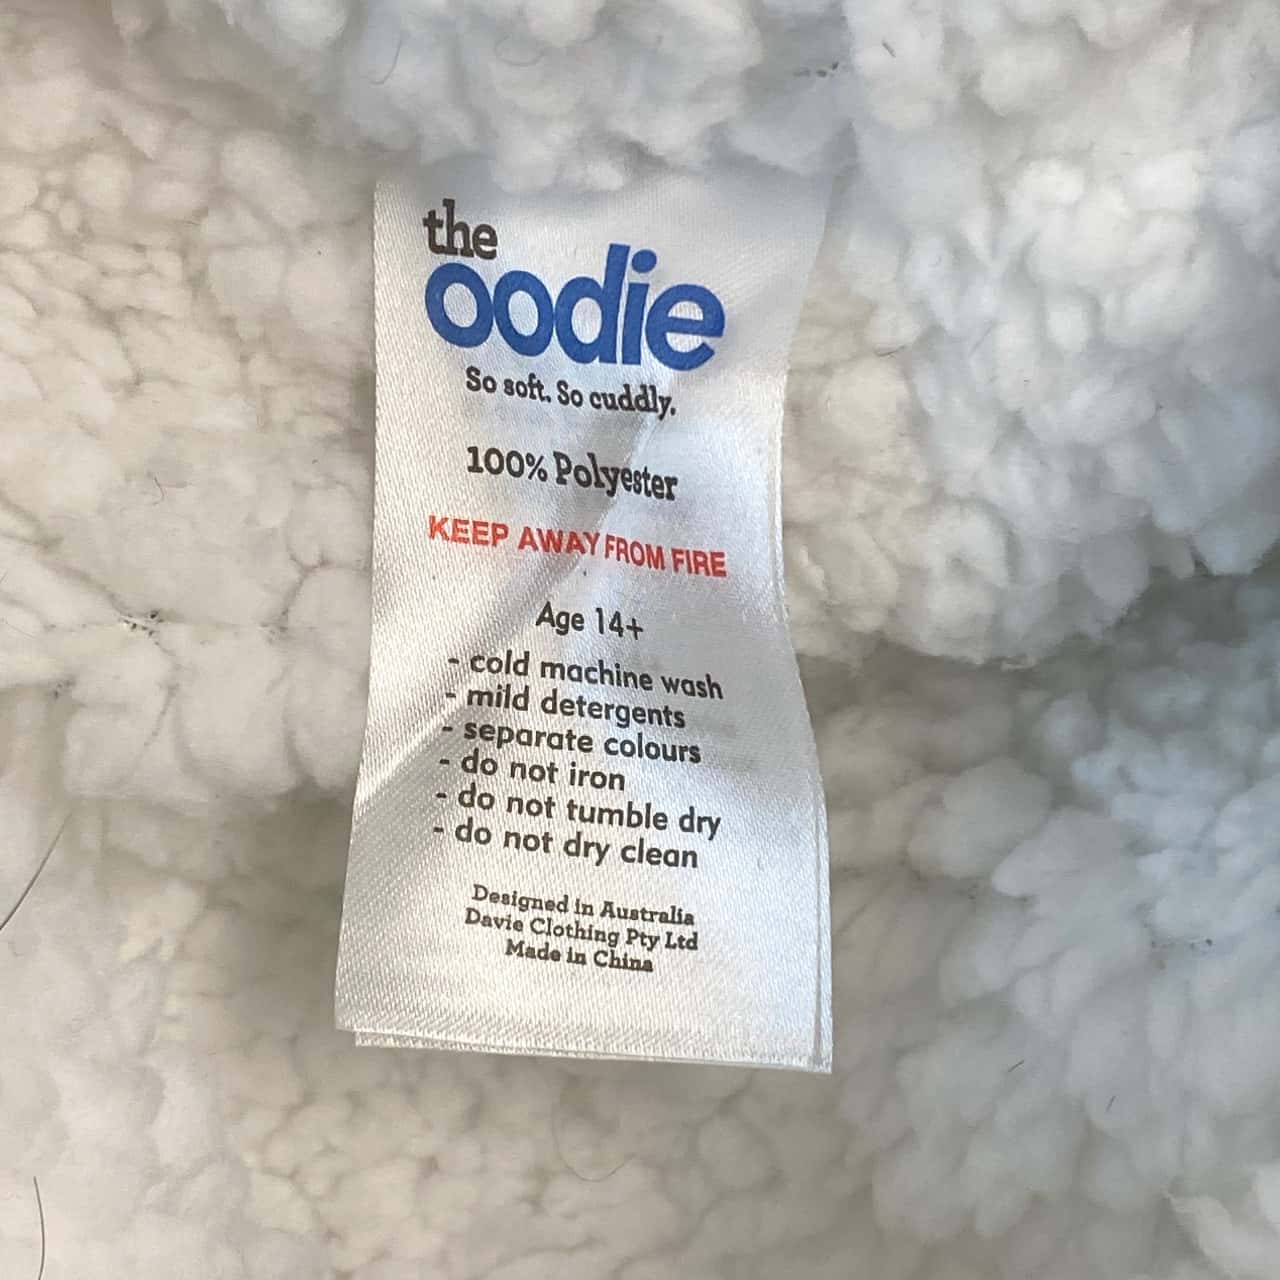 the
oodie
So soft. So cuddly.
100% Polyester
KEEP AWAY FROM FIRE
Age 14+
- cold machine wash
- mild detergents
- separate colours
- do not iron
- do not tumble dry
- do not dry clean
Designed in Australia
Davie Clothing Pty Ltd
Made in China